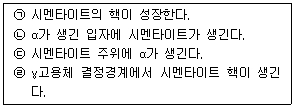 ㉠ 시멘타이트의 핵이 성장한다.
㉡ α가 생긴 입자에 시멘타이트가 생긴다.
㉢ 시멘타이트 주위에 α가 생긴다.
㉣ γ고용체 결정경계에서 시멘타이트 핵이 생긴
다.